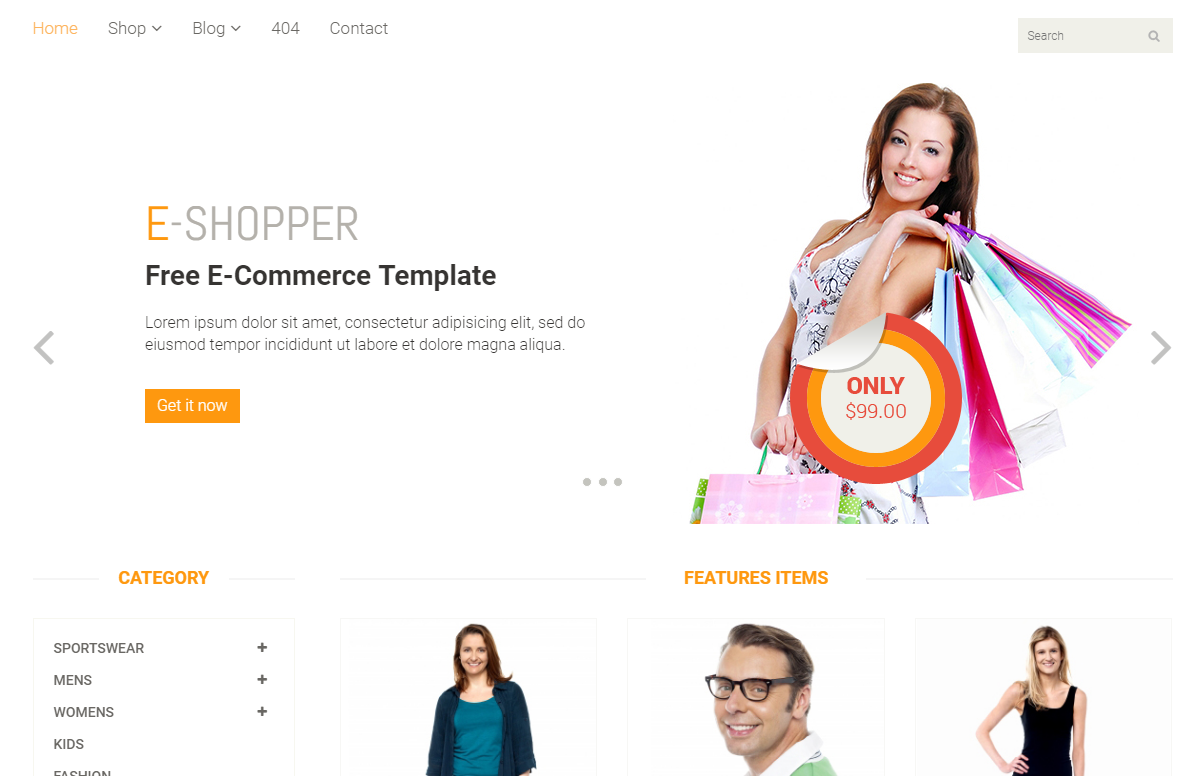 Home Shop Blog 404 Contact
Search
E-SHOPPER
Free E-Commerce Template
Lorem ipsum dolor sit amet, consectetur adipisicing elit, sed do
eiusmod tempor incididunt ut labore et dolore magna aliqua.
Get it now
ONLY
$99.00
CATEGORY
FEATURES ITEMS
SPORTSWEAR
MENS
WOMENS
KIDS
FASHION